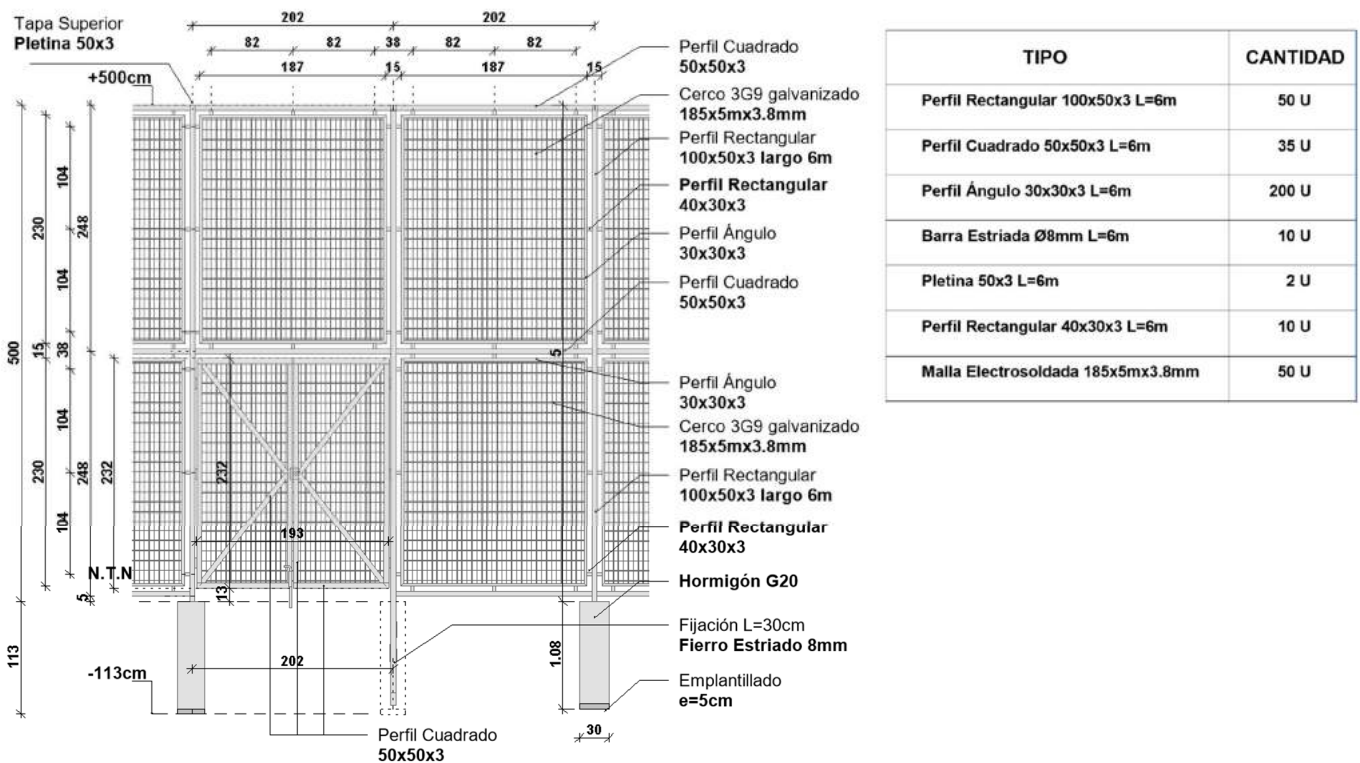 Tapa Superior
Pletina 50x3
+500cm
202
202
82
82
38
82
82
187
15
187
15
Perfil Cuadrado
50x50x3
Cerco 3G9 galvanizado
185x5mx3.8mm
Perfil Rectangular
100x50x3 largo 6m
Perfil Rectangular
40x30x3
Perfil Ángulo
30x30x3
Perfil Cuadrado
50x50x3
Perfil Ángulo
30x30x3
Cerco 3G9 galvanizado
185x5mx3.8mm
Perfil Rectangular
100x50x3 largo 6m
Perfil Rectangular
40x30x3
Hormigón G20
Fijación L=30cm
Fierro Estriado 8mm
Emplantillado
e=5cm
500
230
15
230
104
104
38
104
104
248
248
5
232
232
13
193
5
N.T.N
113
-113cm
202
1.08
30
Perfil Cuadrado
50x50x3
TIPO CANTIDAD
Perfil Rectangular 100x50x3 L=6m 50 U
Perfil Cuadrado 50x50x3 L=6m 35 U
Perfil Ángulo 30x30x3 L=6m 200 U
Barra Estriada Ø8mm L=6m 10 U
Pletina 50x3 L=6m 2 U
Perfil Rectangular 40x30x3 L=6m 10 U
Malla Electrosoldada 185x5mx3.8mm 50 U